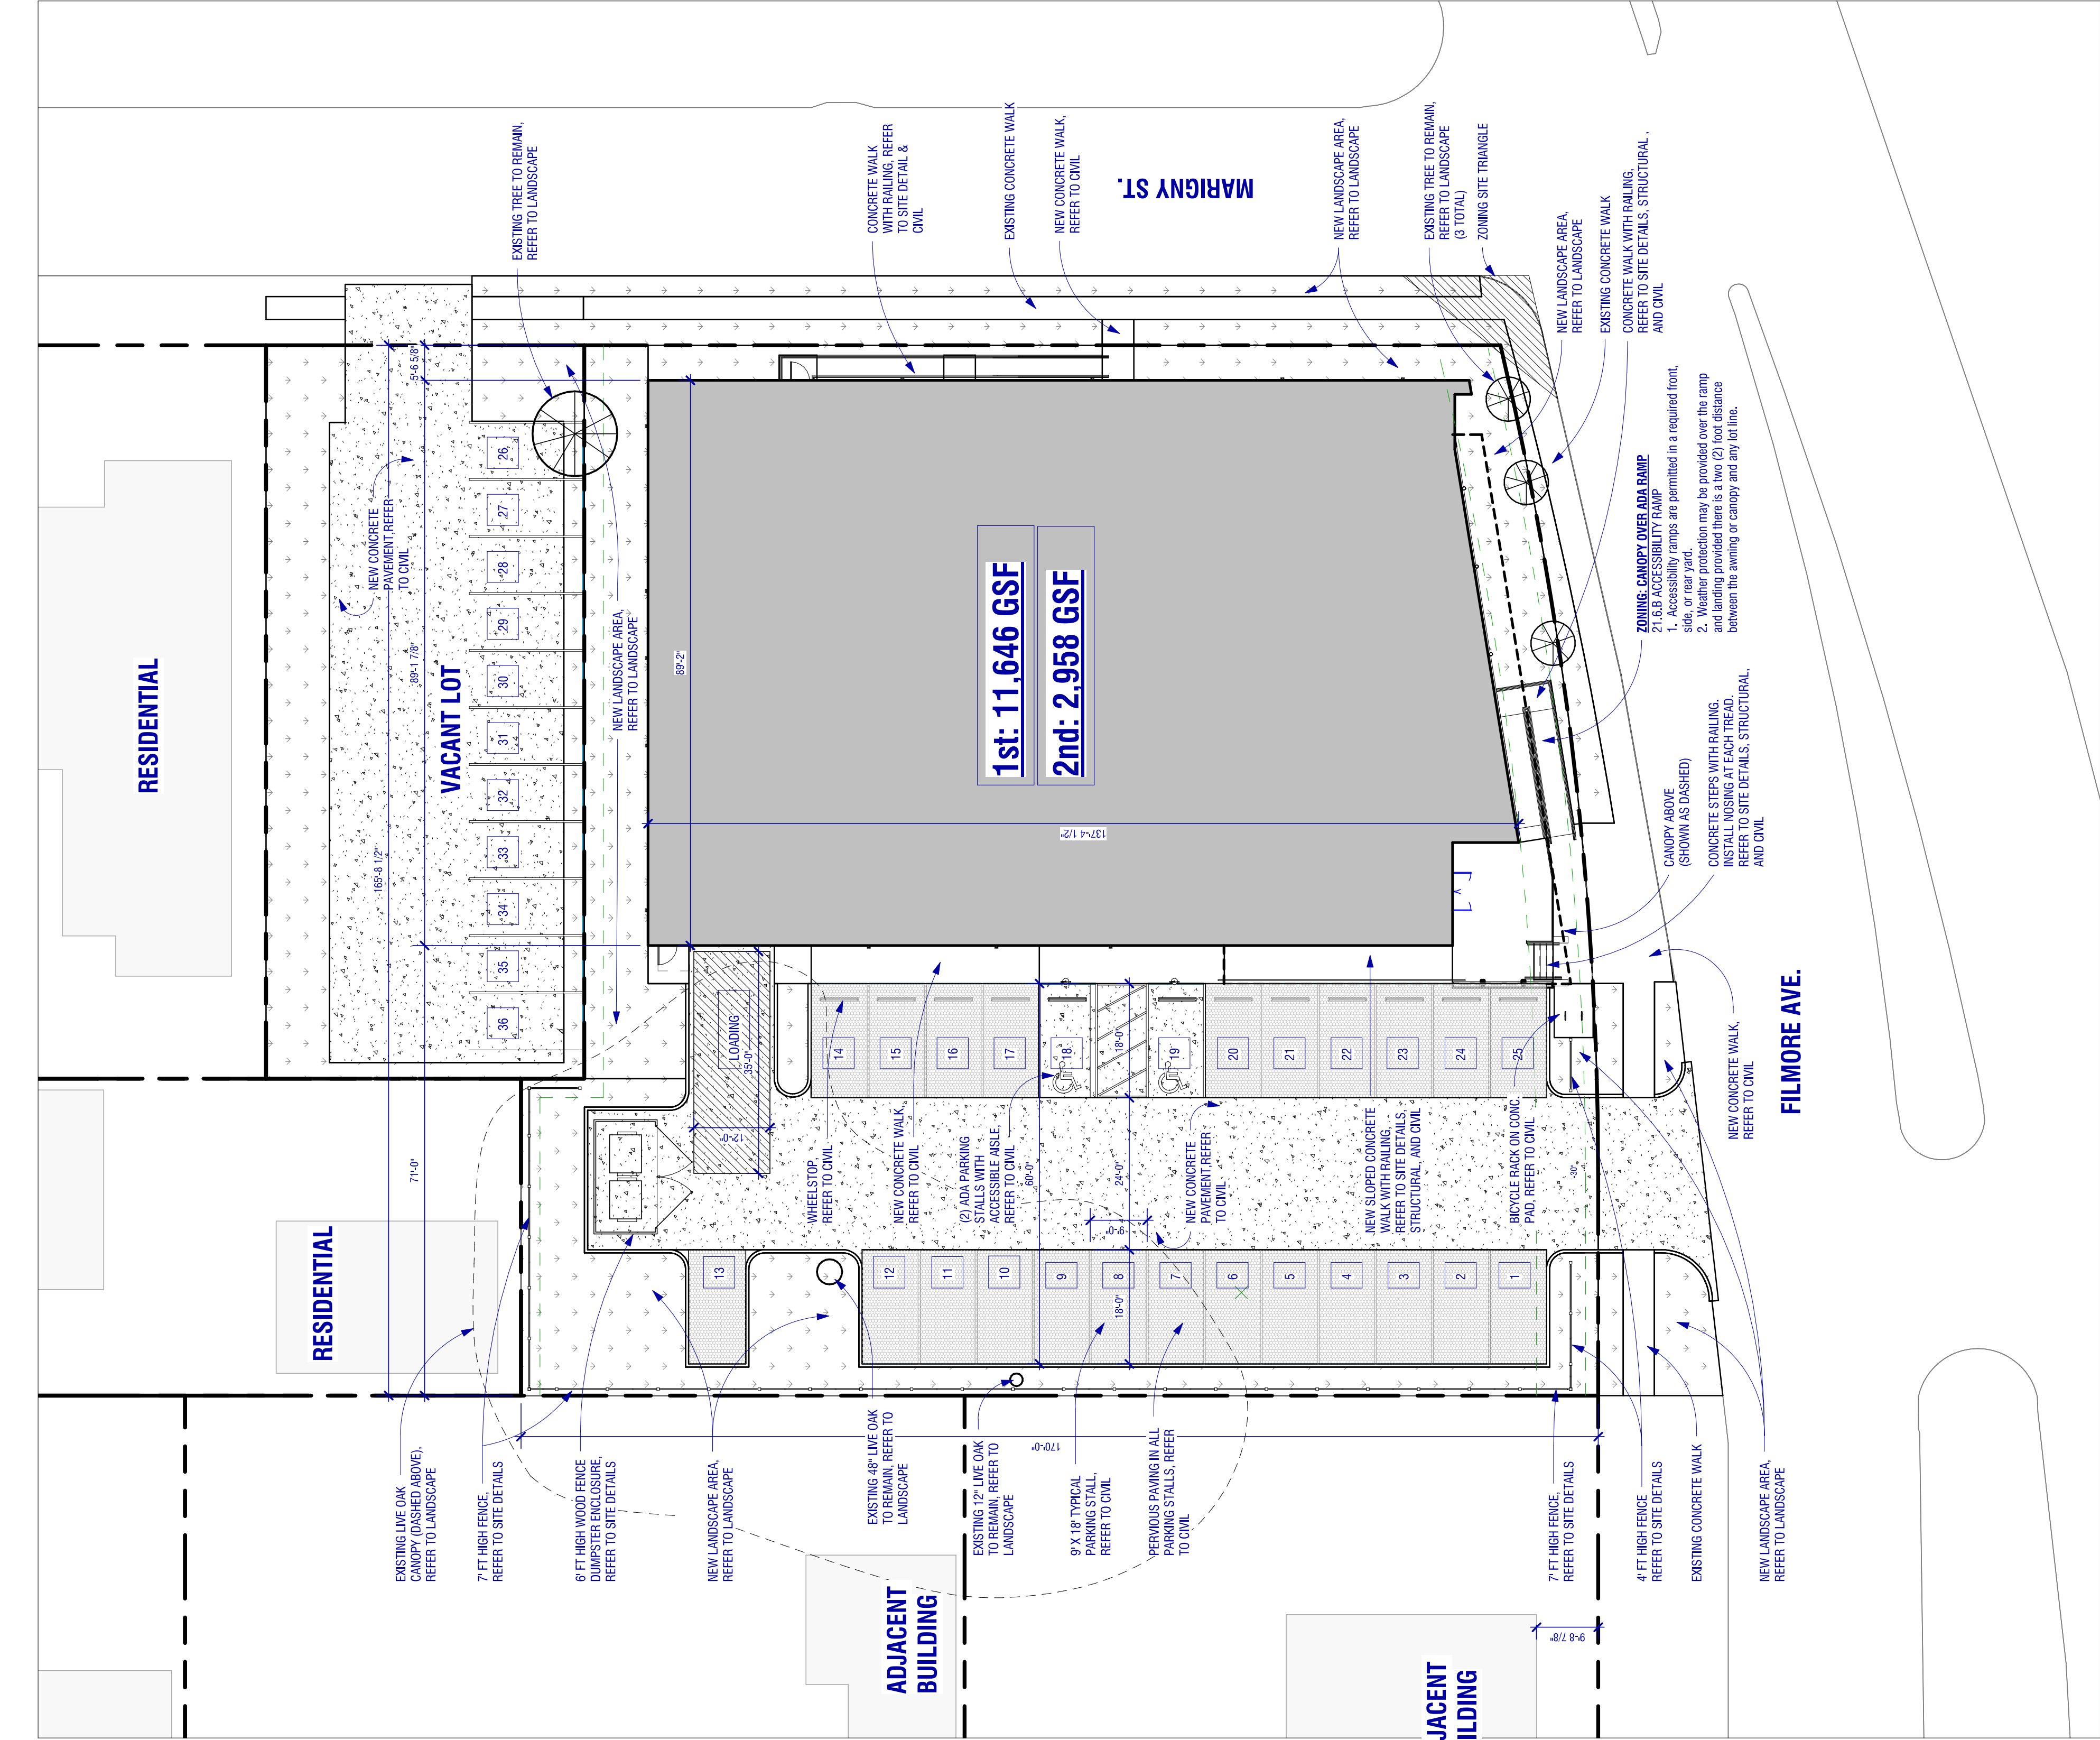 RESIDENTIAL
VACANT LOT
RESIDENTIAL
ADJACENT
BUILDING
JACENT
ILDING
MARIGNY ST.
FILMORE AVE.
1st: 11,646 GSF
2nd: 2,958 GSF
EXISTING TREE TO REMAIN,
REFER TO LANDSCAPE
CONCRETE WALK
WITH RAILING, REFER
TO SITE DETAIL &
CIVIL
EXISTING CONCRETE WALK
NEW CONCRETE WALK,
REFER TO CIVIL
NEW LANDSCAPE AREA,
REFER TO LANDSCAPE
EXISTING TREE TO REMAIN,
REFER TO LANDSCAPE
(3 TOTAL)
ZONING SITE TRIANGLE
NEW LANDSCAPE AREA,
REFER TO LANDSCAPE
EXISTING CONCRETE WALK
CONCRETE WALK WITH RAILING,
REFER TO SITE DETAILS, STRUCTURAL ,
AND CIVIL
ZONING: CANOPY OVER ADA RAMP
21.6.B ACCESSIBILITY RAMP
1. Accessibility ramps are permitted in a required front,
side, or rear yard.
2. Weather protection may be provided over the ramp
and landing provided there is a two (2) foot distance
between the awning or canopy and any lot line.
CANOPY ABOVE
(SHOWN AS DASHED)
CONCRETE STEPS WITH RAILING.
INSTALL NOSING AT EACH TREAD.
REFER TO SITE DETAILS, STRUCTURAL,
AND CIVIL
NEW CONCRETE WALK,
REFER TO CIVIL
NEW CONCRETE
PAVEMENT,REFER
TO CIVIL
NEW LANDSCAPE AREA,
REFER TO LANDSCAPE
5'-6 5/8"
89'-1 7/8"
165'-8 1/2"
71'-0"
89'-2"
137'-4 1/2"
26
27
28
29
30
31
32
33
34
35
36
LOADING
35'-0"
12'-0"
14
15
16
17
18
19
20
21
22
23
24
25
18'-0"
60'-0"
24'-0"
9'-0"
18'-0"
30"
WHEELSTOP,
REFER TO CIVIL
NEW CONCRETE WALK,
REFER TO CIVIL
(2) ADA PARKING
STALLS WITH
ACCESSIBLE AISLE,
REFER TO CIVIL
NEW CONCRETE
PAVEMENT,REFER
TO CIVIL
NEW SLOPED CONCRETE
WALK WITH RAILING,
REFER TO SITE DETAILS,
STRUCTURAL, AND CIVIL
BICYCLE RACK ON CONC.
PAD, REFER TO CIVIL
13
12
11
10
9
8
7
6
5
4
3
2
1
170'-0"
9'-8 7/8"
EXISTING LIVE OAK
CANOPY (DASHED ABOVE),
REFER TO LANDSCAPE
7' FT HIGH FENCE,
REFER TO SITE DETAILS
6' FT HIGH WOOD FENCE
DUMPSTER ENCLOSURE,
REFER TO SITE DETAILS
NEW LANDSCAPE AREA,
REFER TO LANDSCAPE
EXISTING 48" LIVE OAK
TO REMAIN, REFER TO
LANDSCAPE
EXISTING 12" LIVE OAK
TO REMAIN, REFER TO
LANDSCAPE
9' X 18' TYPICAL
PARKING STALL,
REFER TO CIVIL
PERVIOUS PAVING IN ALL
PARKING STALLS, REFER
TO CIVIL
7' FT HIGH FENCE,
REFER TO SITE DETAILS
4' FT HIGH FENCE
REFER TO SITE DETAILS
EXISTING CONCRETE WALK
NEW LANDSCAPE AREA,
REFER TO LANDSCAPE